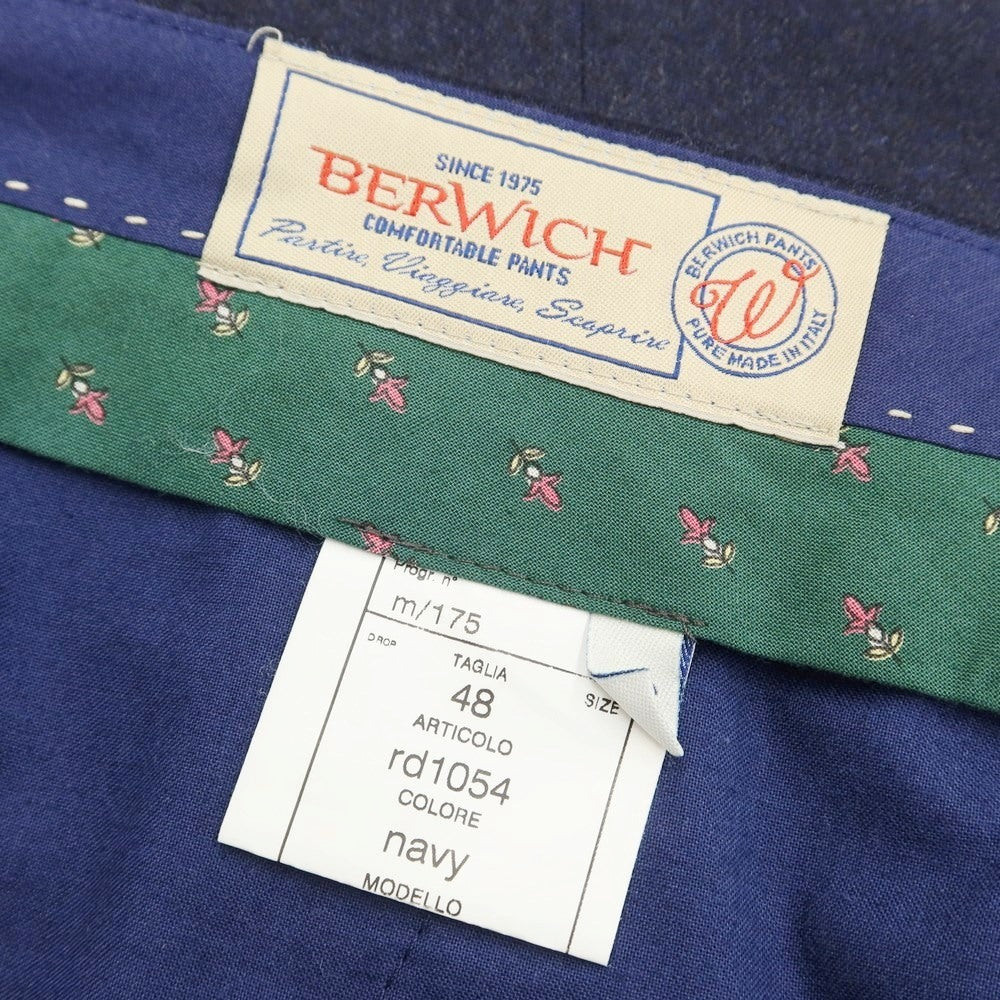 SINCE 1975
BERWICH
COMFORTABLE PANTS
Partire, Viaggiare, Scoprire
BERWICH PANTS
W
PURE MADE IN ITALY
Progr. n°
m/175
DROP
TAGLIA
SIZE
48
ARTICOLO
rd1054
COLORE
navy
MODELLO